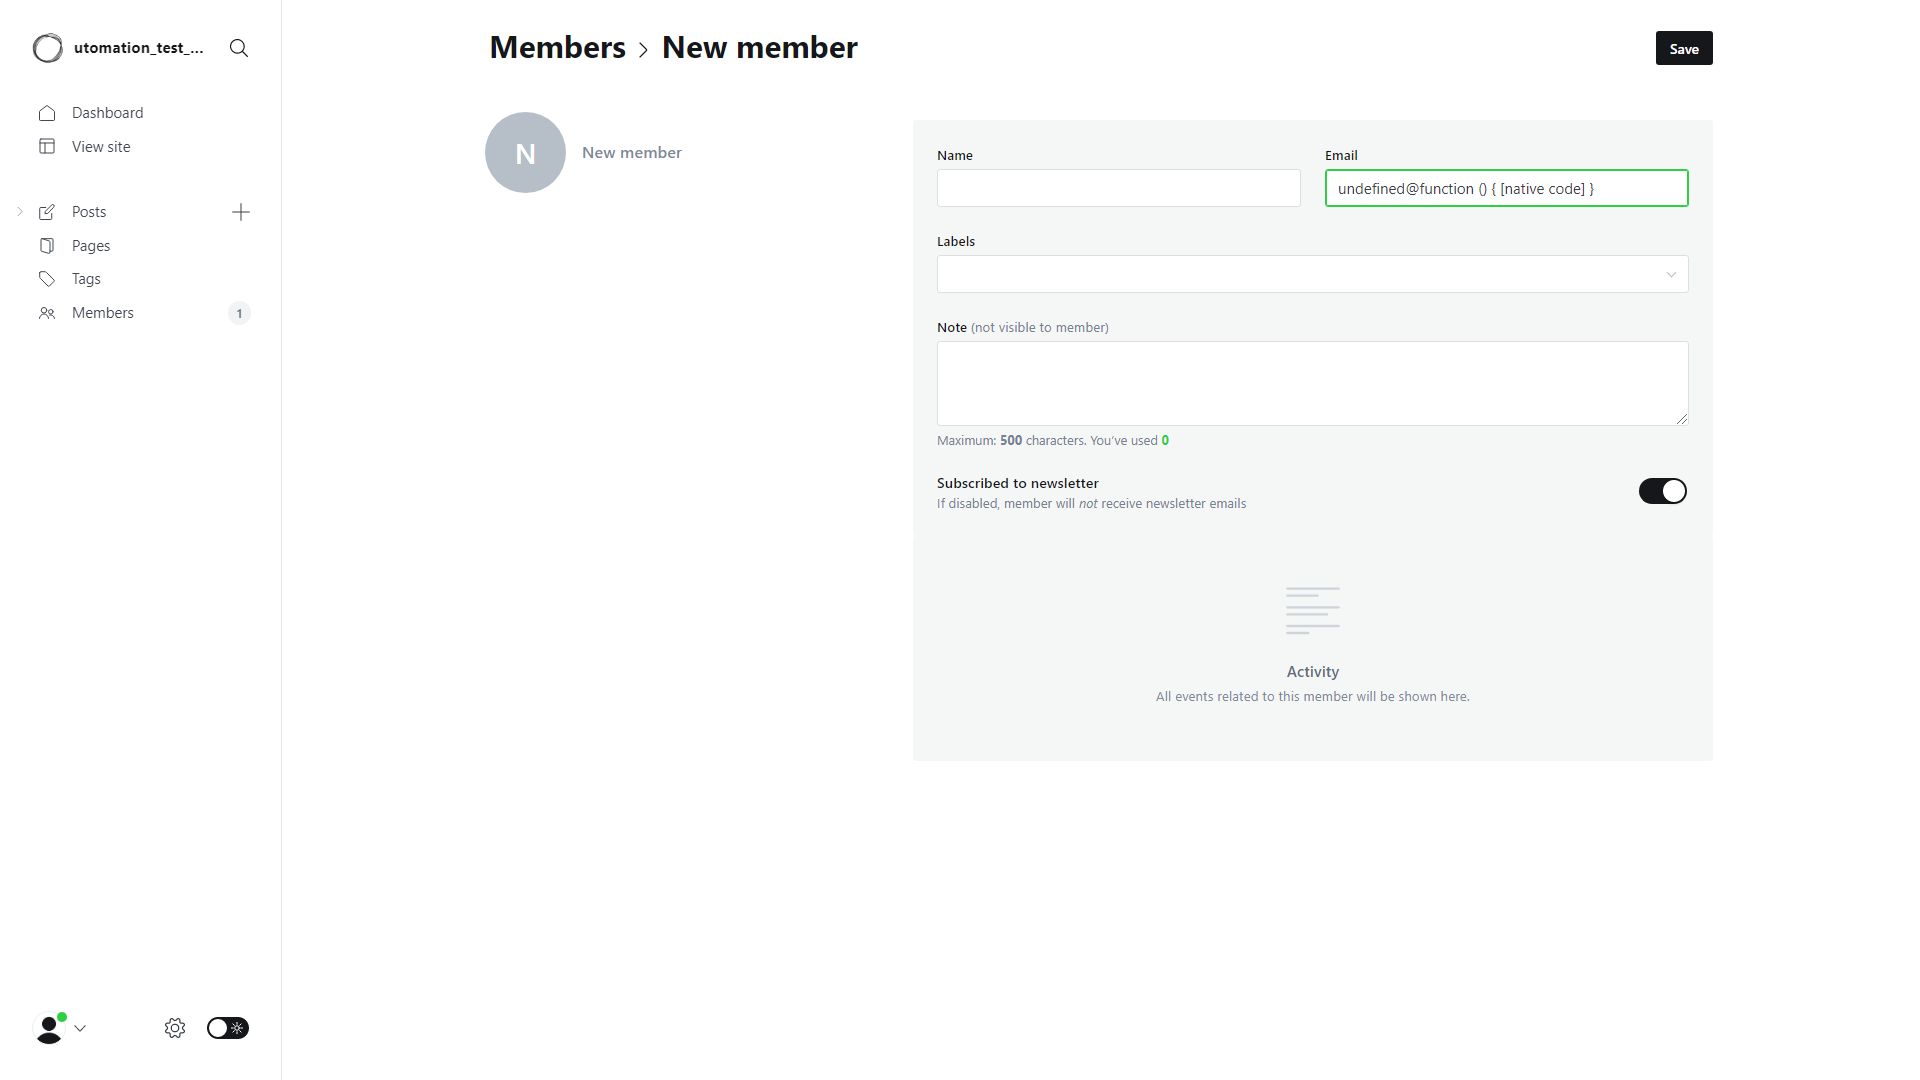 utomation_test_...
Dashboard
View site
Posts
Pages
Tags
Members
1
Members > New member
Save
N
New member
Name
Email
undefined@function () { [native code] }
Labels
Note (not visible to member)
Maximum: 500 characters. You've used 0
Subscribed to newsletter
If disabled, member will not receive newsletter emails
Activity
All events related to this member will be shown here.